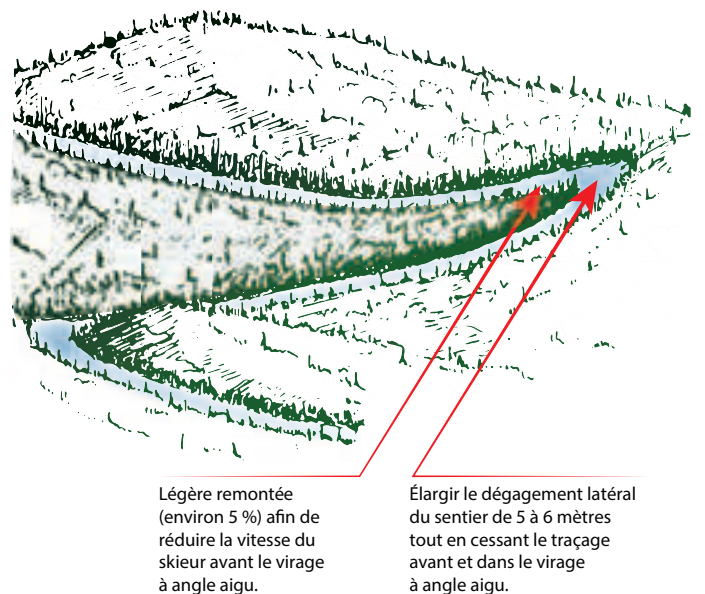 Légère remontée
(environ 5 %) afin de
réduire la vitesse du
skieur avant le virage
à angle aigu.
Élargir le dégagement latéral
du sentier de 5 à 6 mètres
tout en cessant le traçage
avant et dans le virage
à angle aigu.